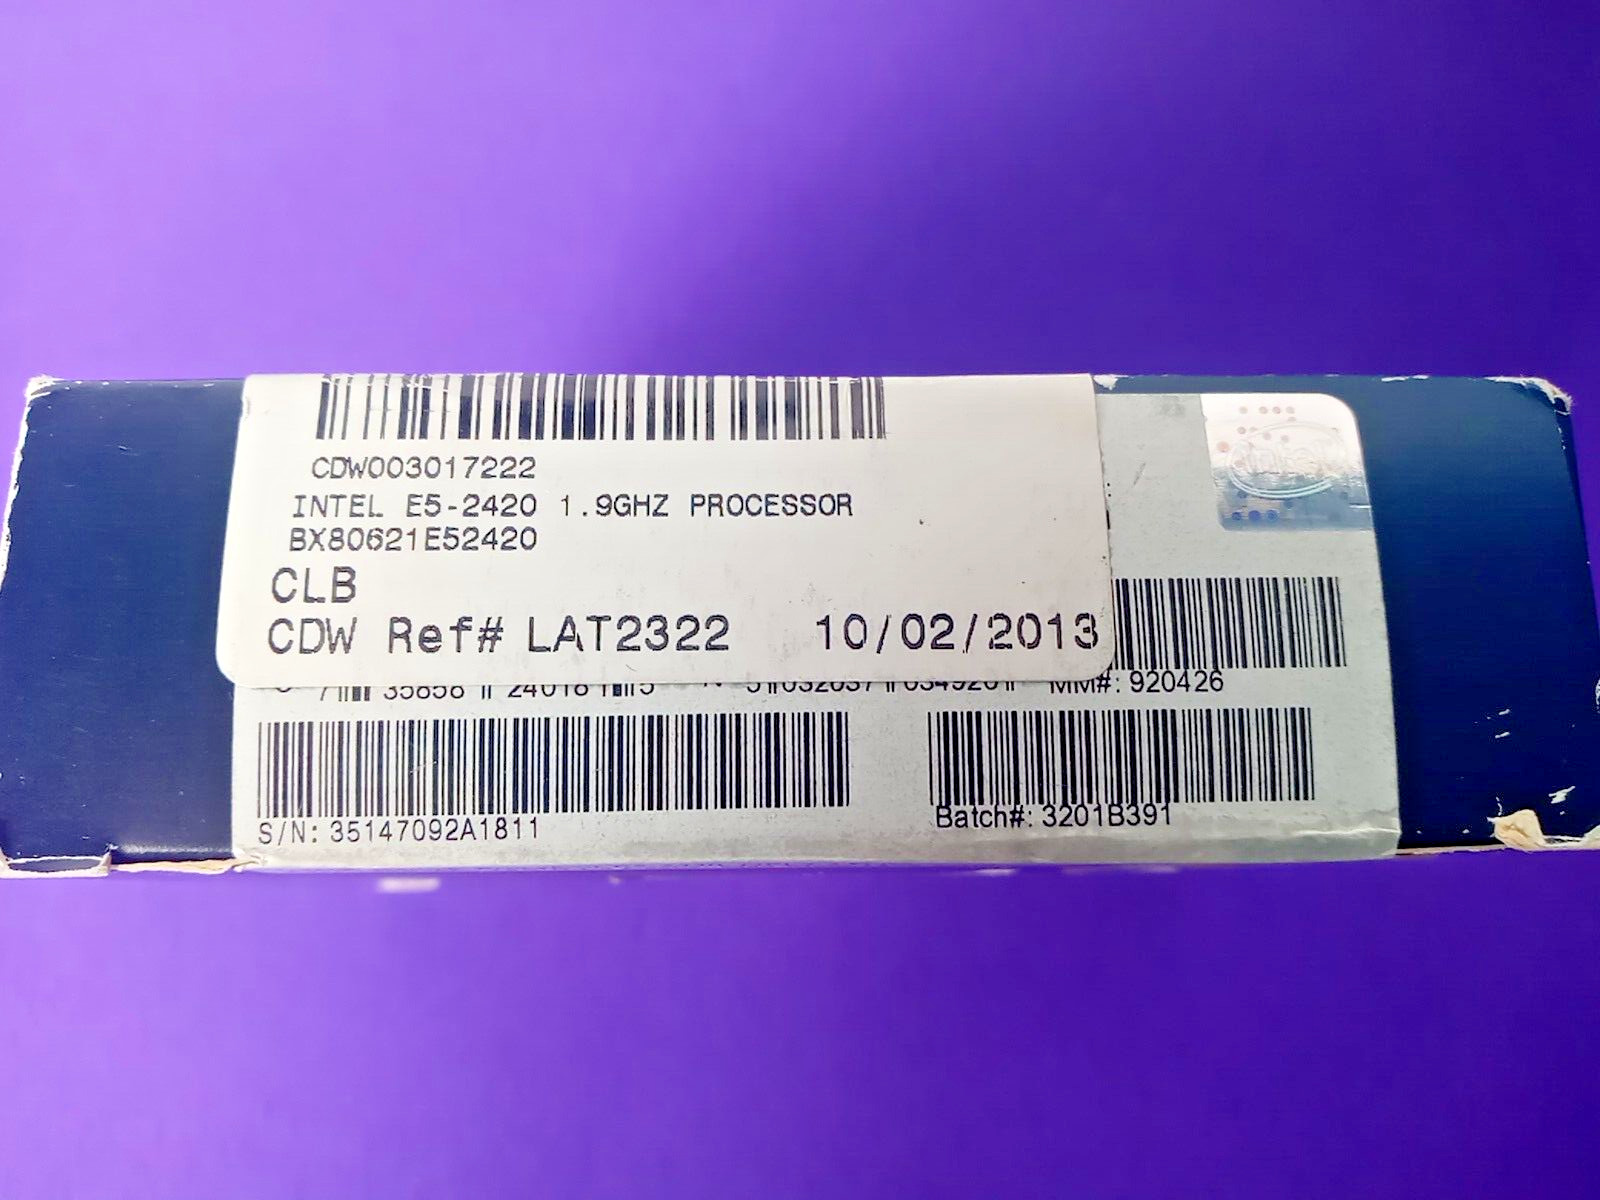 CDW003017222
INTEL E5-2420 1.9GHZ PROCESSOR
BX80621E52420
CLB
CDW Ref# LAT2322 10/02/2013
MM#: 920426
S/N: 35147092A1811
Batch#: 3201B391